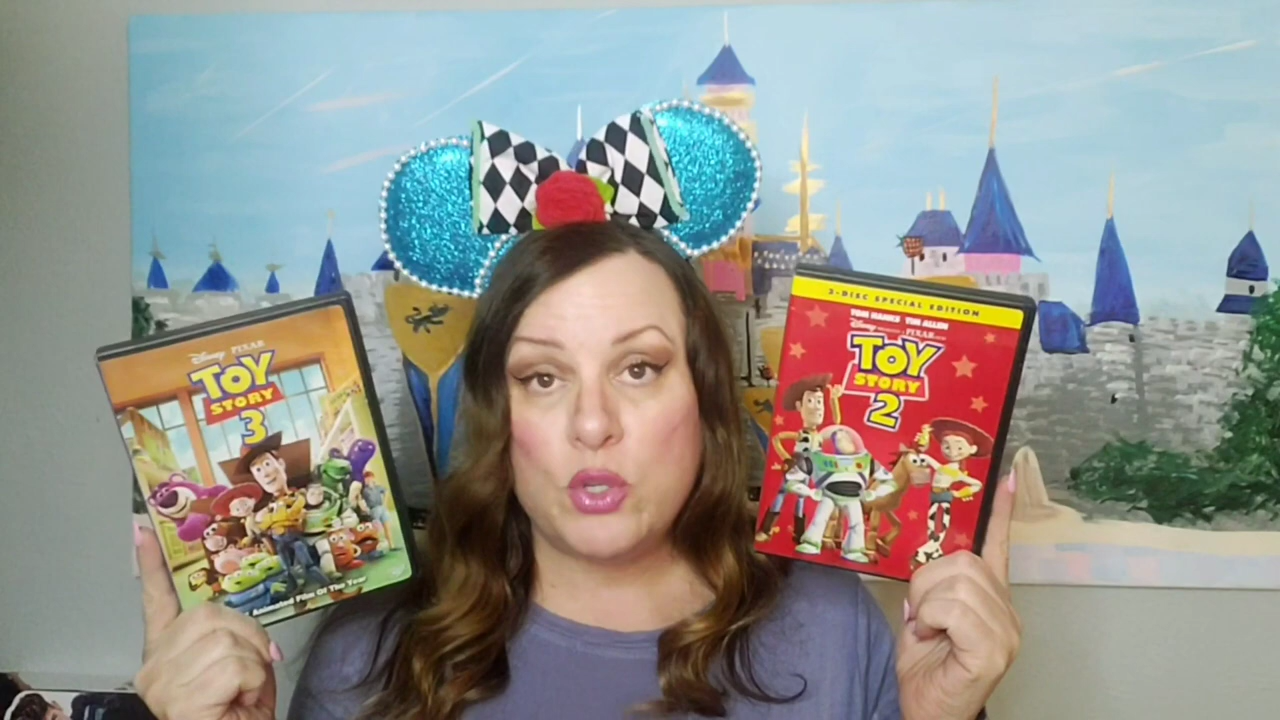 Disney PIXAR
TOY
STORY
3
Animated Film Of The Year
2-DISC SPECIAL EDITION
TOM HANKS TIM ALLEN
Disney PIXAR
TOY
STORY
2